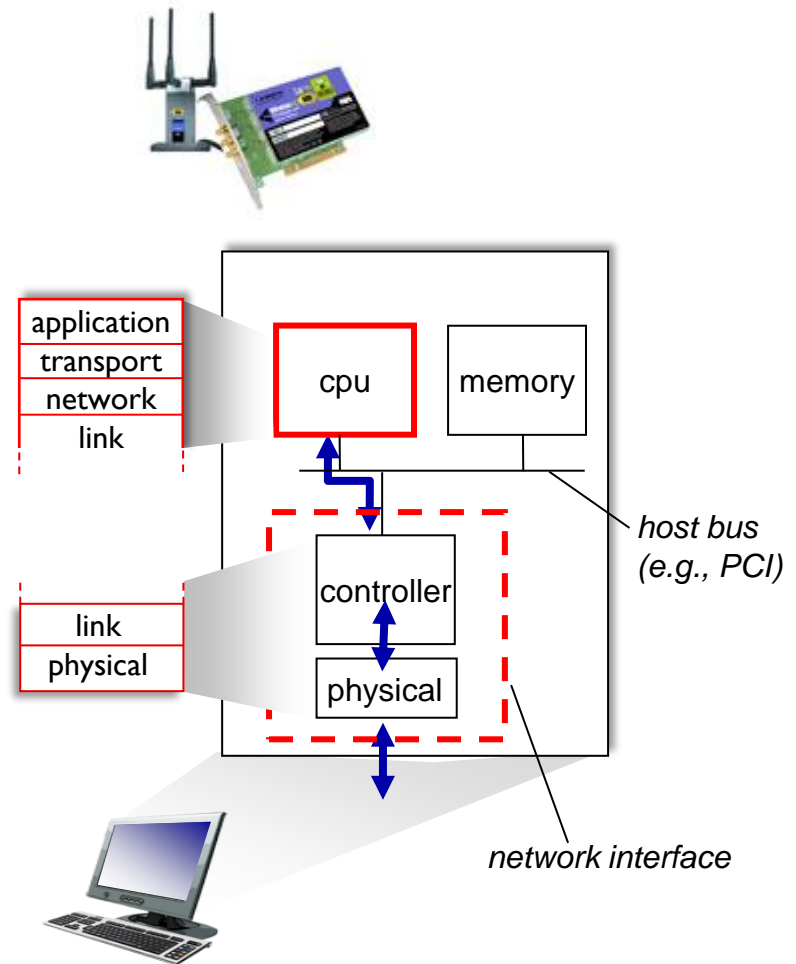 application
transport
network
link
cpu
memory
host bus
(e.g., PCI)
controller
link
physical
physical
network interface